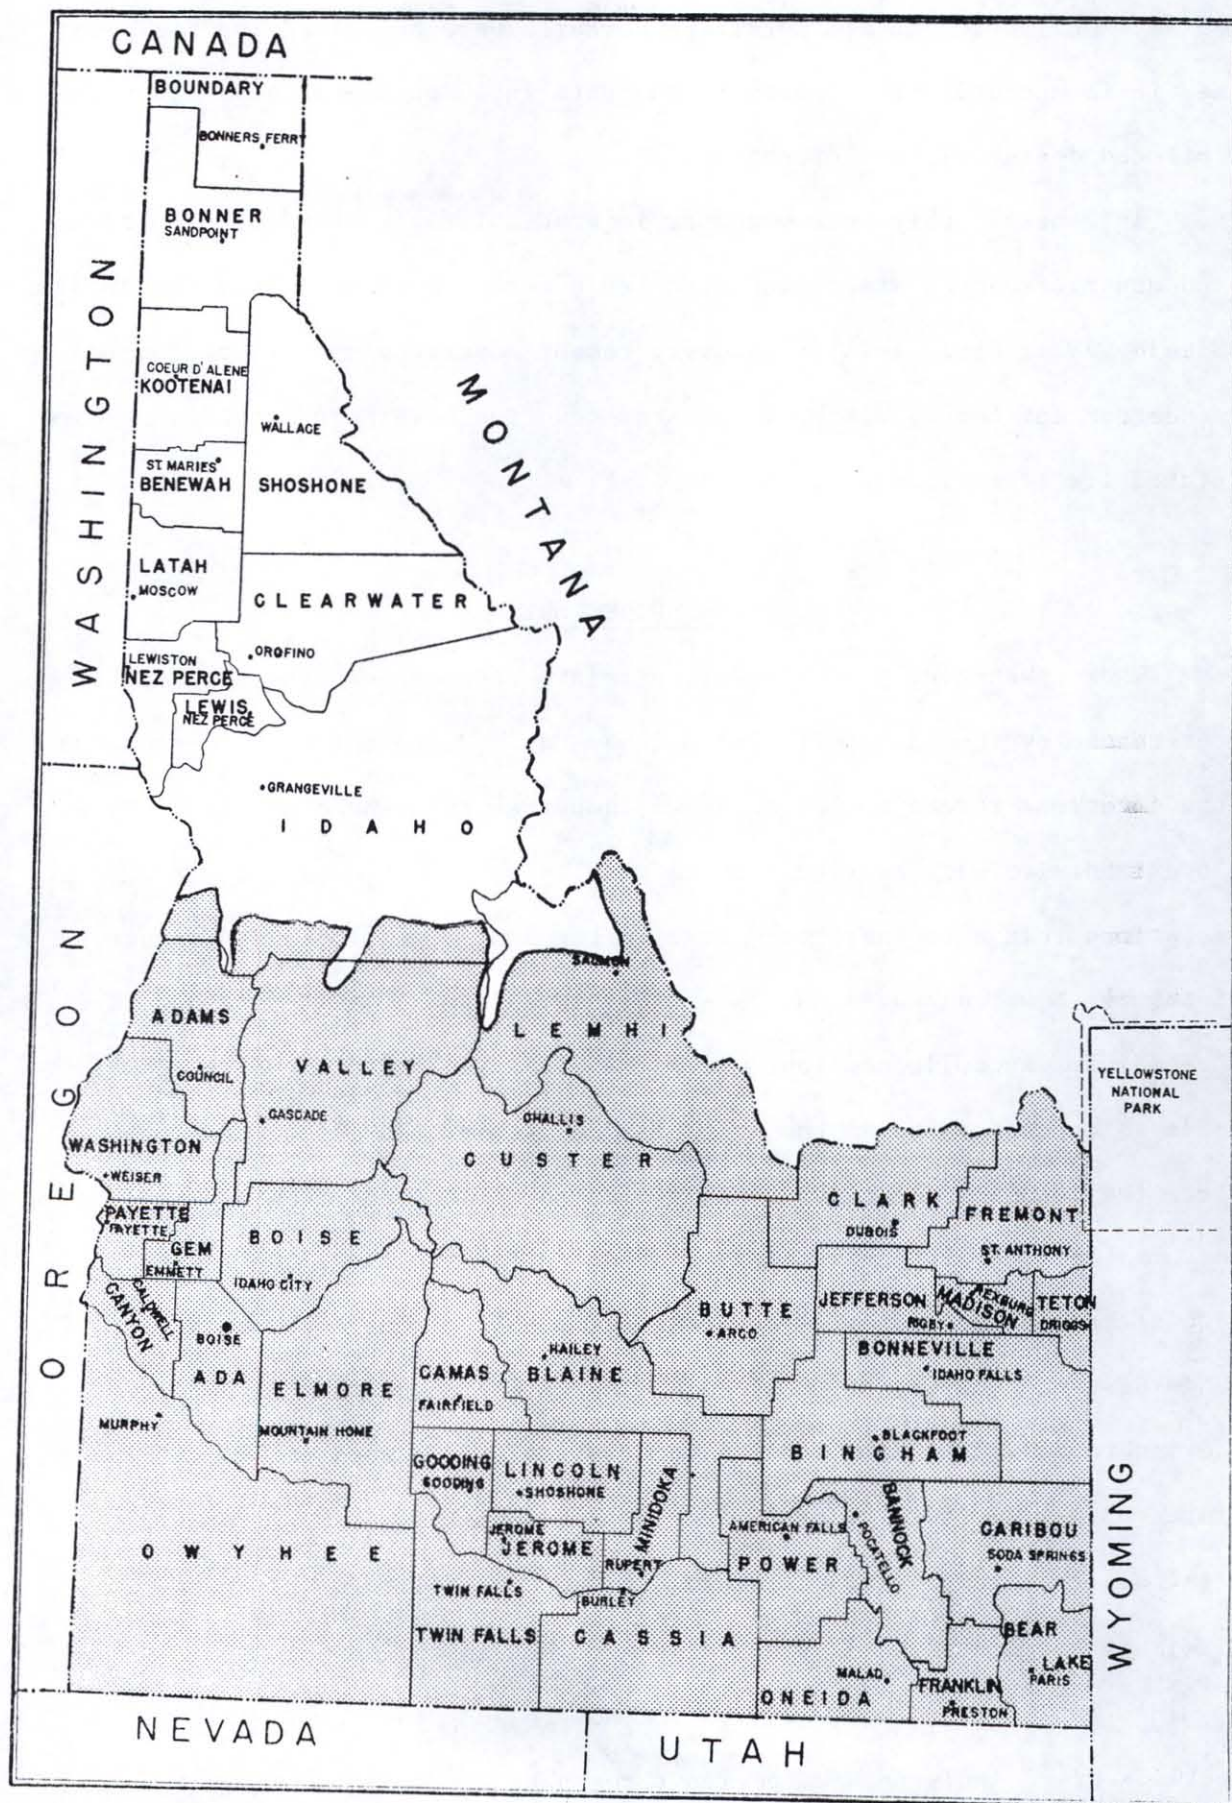 CANADA
BOUNDARY
BONNERS FERRY
BONNER
SANDPOINT
WASHINGTON
COEUR D'ALENE
KOOTENAI
MONTANA
WALLACE
ST. MARIES
BENEWAH
SHOSHONE
LATAH
MOSCOW
CLEARWATER
OROFINO
LEWISTON
NEZ PERCE
LEWIS
NEZ PERCE
GRANGEVILLE
IDAHO
OREGON
SALMON
ADAMS
LEMHI
VALLEY
COUNCIL
YELLOWSTONE
NATIONAL
PARK
CASCADE
CHALLIS
WASHINGTON
WEISER
CUSTER
CLARK
DUBOIS
FREMONT
ST. ANTHONY
PAYETTE
PAYETTE
GEM
EMMETT
BOISE
IDAHO CITY
CANYON
CALDWELL
BUTTE
ARCO
JEFFERSON
RIGBY
MADISON
REXBURG
TETON
DRIGGS
BOISE
ADA
ELMORE
MOUNTAIN HOME
CAMAS
FAIRFIELD
HAILEY
BLAINE
BONNEVILLE
IDAHO FALLS
MURPHY
BLACKFOOT
BINGHAM
GOODING
GOODING
LINCOLN
SHOSHONE
MINIDOKA
RUPERT
JEROME
JEROME
AMERICAN FALLS
POWER
BANNOCK
POCATELLO
CARIBOU
SODA SPRINGS
WYOMING
OWYHEE
TWIN FALLS
TWIN FALLS
BURLEY
CASSIA
BEAR
LAKE
PARIS
MALAD
ONEIDA
FRANKLIN
PRESTON
NEVADA
UTAH